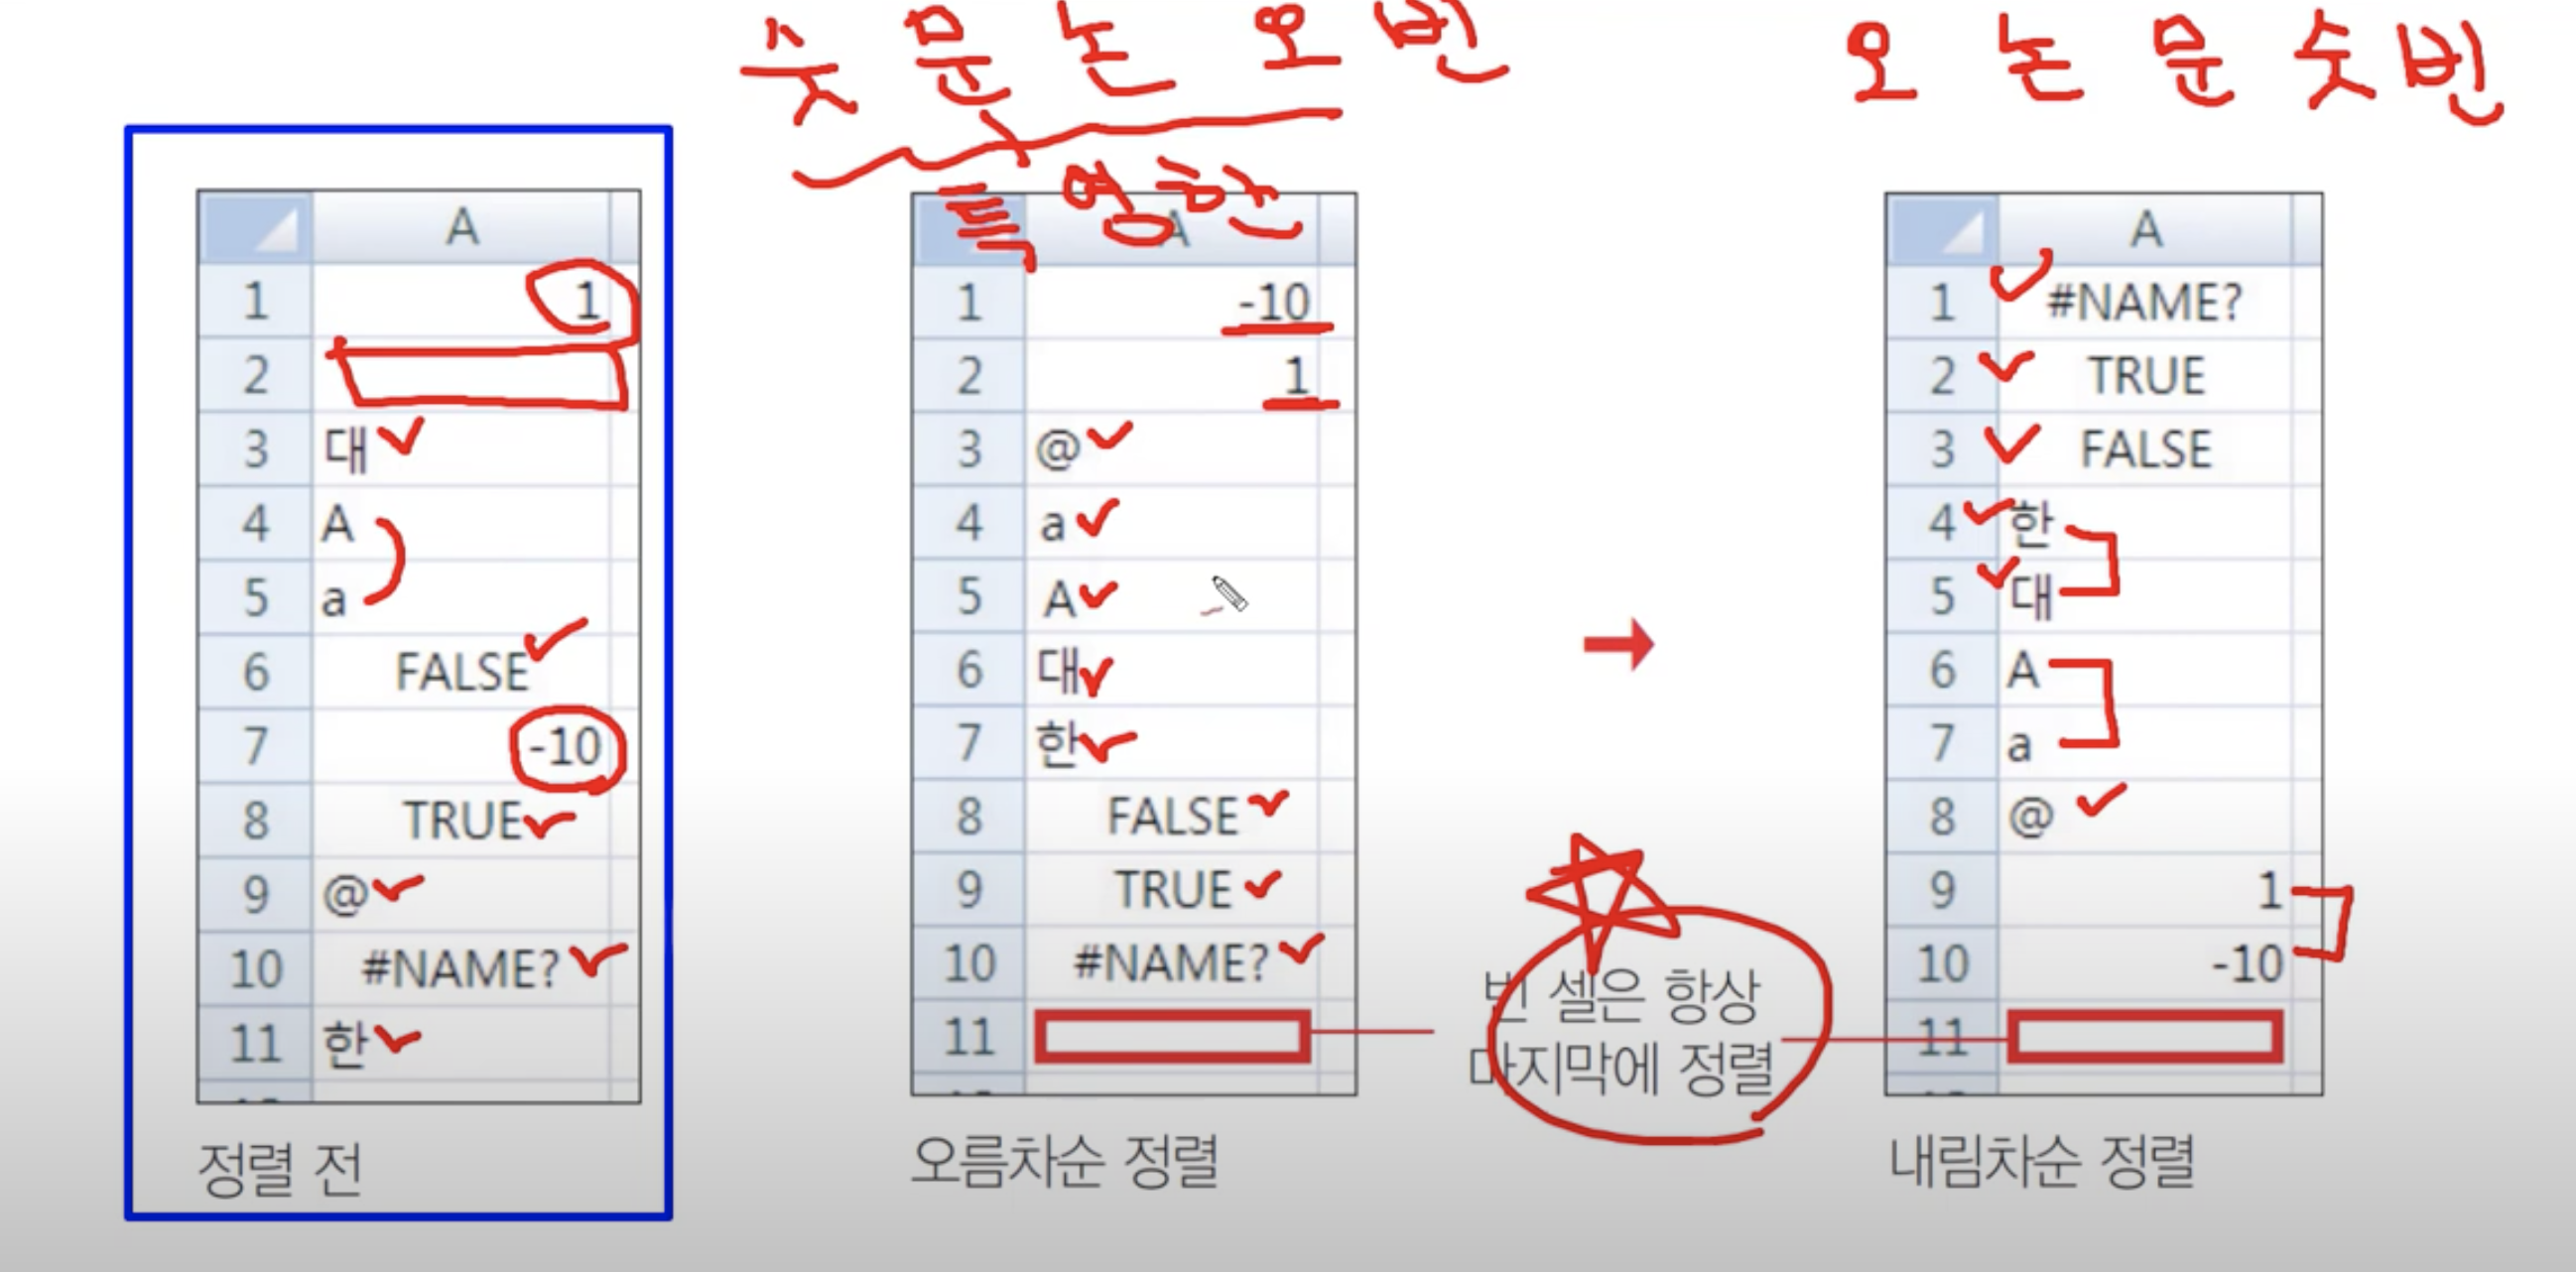 숫 문 논 오 빈
오 논 문 숫 빈
특 영 한
A
1 1
2
3 대
4 A
5 a
6 FALSE
7 -10
8 TRUE
9 @
10 #NAME?
11 한
정렬 전
A
1 -10
2 1
3 @
4 a
5 A
6 대
7 한
8 FALSE
9 TRUE
10 #NAME?
11
오름차순 정렬
빈 셀은 항상
마지막에 정렬
A
1 #NAME?
2 TRUE
3 FALSE
4 한
5 대
6 A
7 a
8 @
9 1
10 -10
11
내림차순 정렬